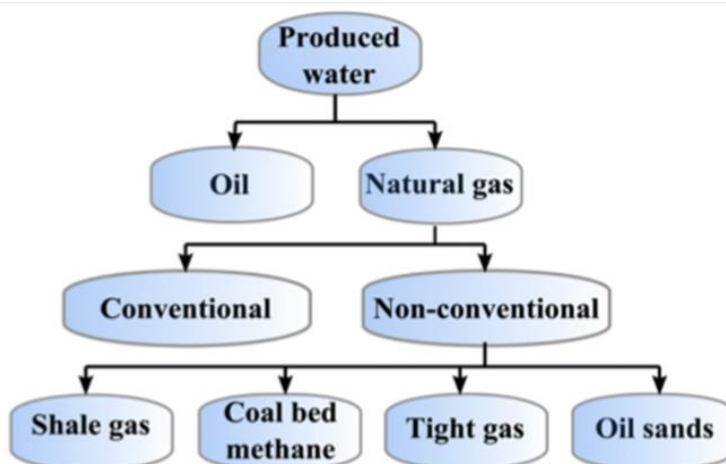 Produced
water
Oil
Natural gas
Conventional
Non-conventional
Shale gas
Coal bed
methane
Tight gas
Oil sands